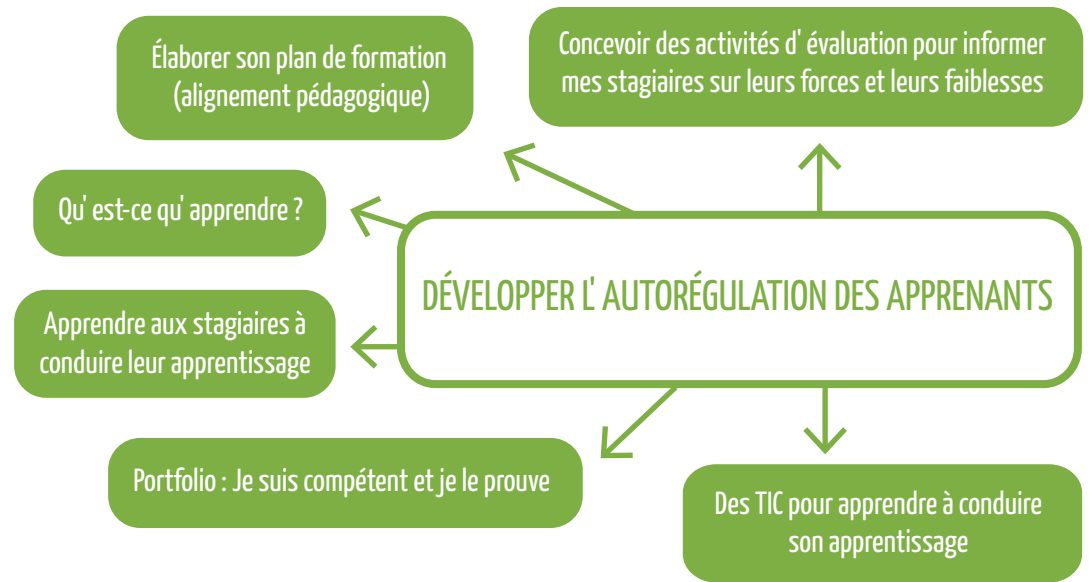 Élaborer son plan de formation
(alignement pédagogique)
Concevoir des activités d' évaluation pour informer
mes stagiaires sur leurs forces et leurs faiblesses
Qu' est-ce qu' apprendre ?
DÉVELOPPER L' AUTORÉGULATION DES APPRENANTS
Apprendre aux stagiaires à
conduire leur apprentissage
Portfolio : Je suis compétent et je le prouve
Des TIC pour apprendre à conduire
son apprentissage